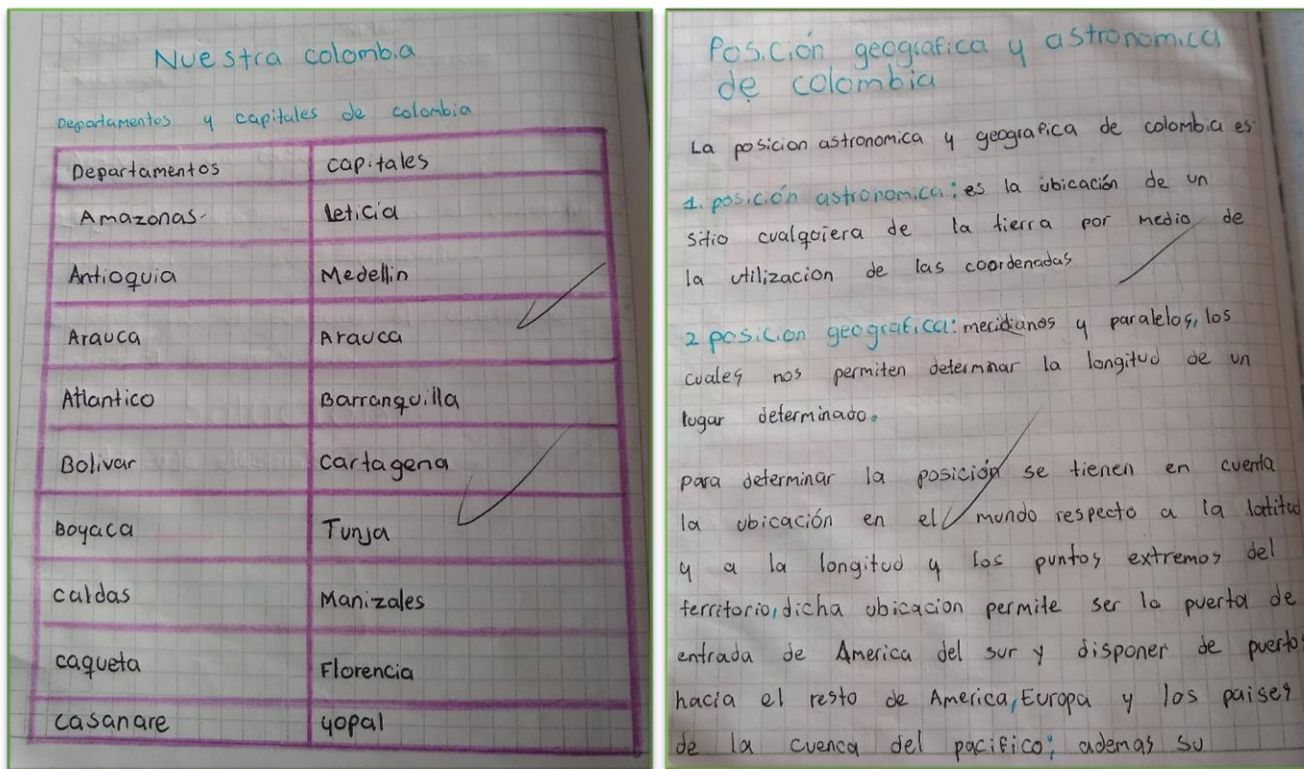 Nuestra colombia
Departamentos y capitales de colombia
Departamentos capitales
Amazonas leticia
Antioquia Medellin
Arauca Arauca
Atlantico Barranquilla
Bolivar cartagena
Boyaca Tunja
caldas Manizales
caqueta Florencia
casanare yopal
Posición geografica y astronomica
de colombia
La posicion astronomica y geografica de colombia es:
1. posición astronomica: es la ubicación de un
sitio cualquiera de la tierra por medio de
la utilizacion de las coordenadas
2 posicion geografica: meridianos y paralelos, los
cuales nos permiten determinar la longitud de un
lugar determinado.
para determinar la posición se tienen en cuenta
la ubicación en el mundo respecto a la latitud
y a la longitud y los puntos extremos del
territorio, dicha ubicacion permite ser la puerta de
entrada de America del sur y disponer de puertos
hacia el resto de America, Europa y los paises
de la cuenca del pacifico; ademas su